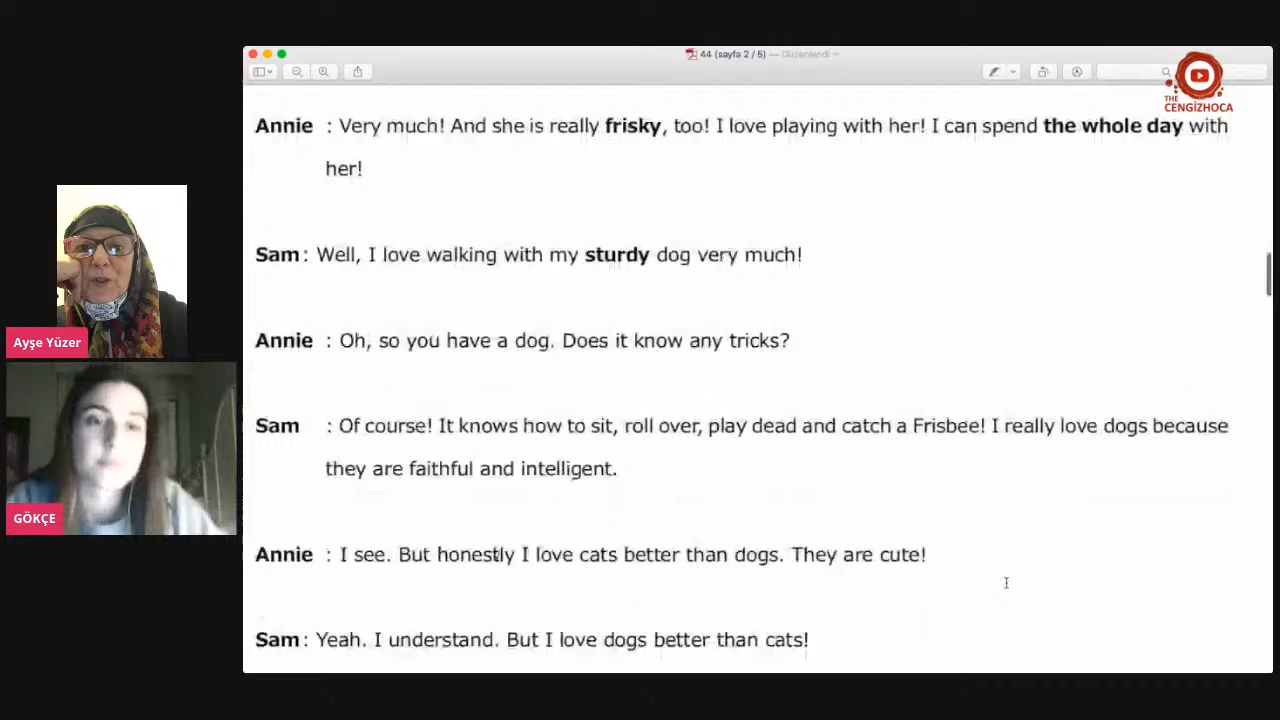 44 (sayfa 2 / 5) — Düzenlendi
THE
CENGİZHOCA
Annie : Very much! And she is really frisky, too! I love playing with her! I can spend the whole day with
her!
Sam : Well, I love walking with my sturdy dog very much!
Annie : Oh, so you have a dog. Does it know any tricks?
Sam : Of course! It knows how to sit, roll over, play dead and catch a Frisbee! I really love dogs because
they are faithful and intelligent.
Annie : I see. But honestly I love cats better than dogs. They are cute!
Sam : Yeah. I understand. But I love dogs better than cats!
Ayşe Yüzer
GÖKÇE